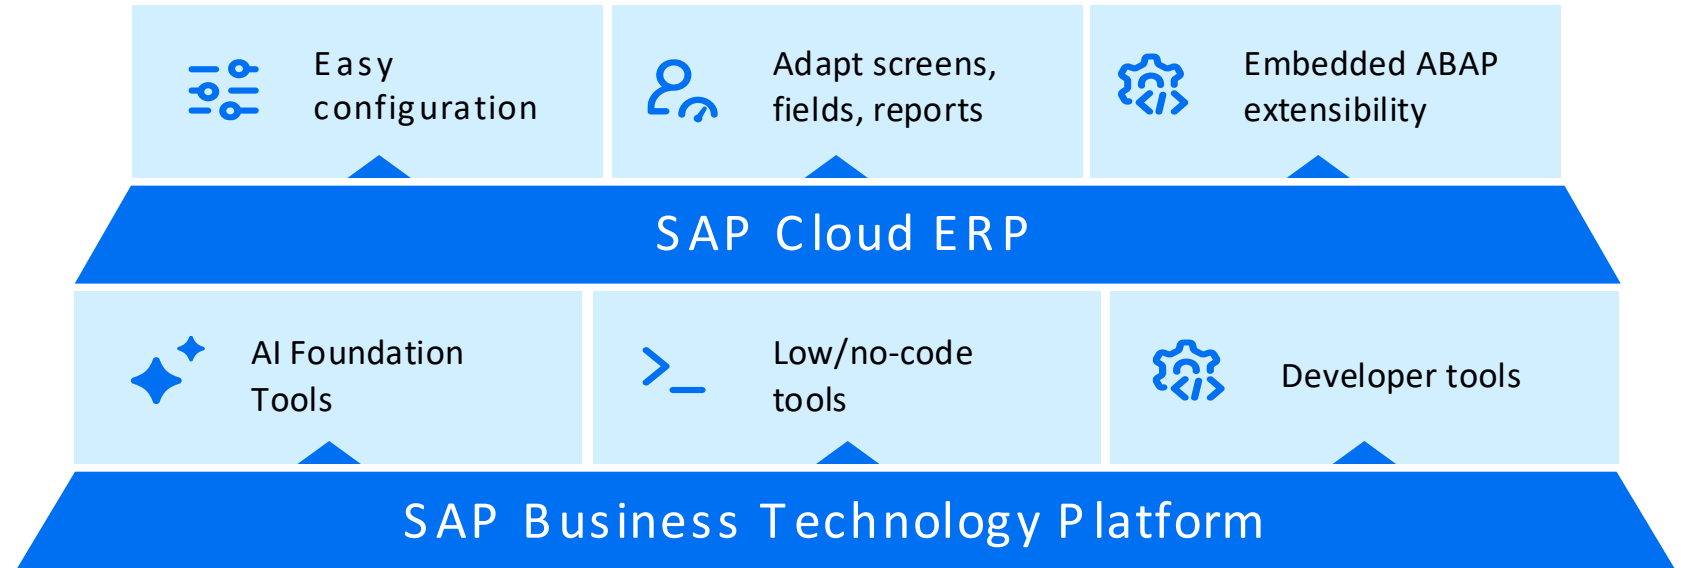 Easy
configuration
Adapt screens,
fields, reports
Embedded ABAP
extensibility
SAP Cloud ERP
AI Foundation
Tools
Low/no-code
tools
Developer tools
SAP Business Technology Platform